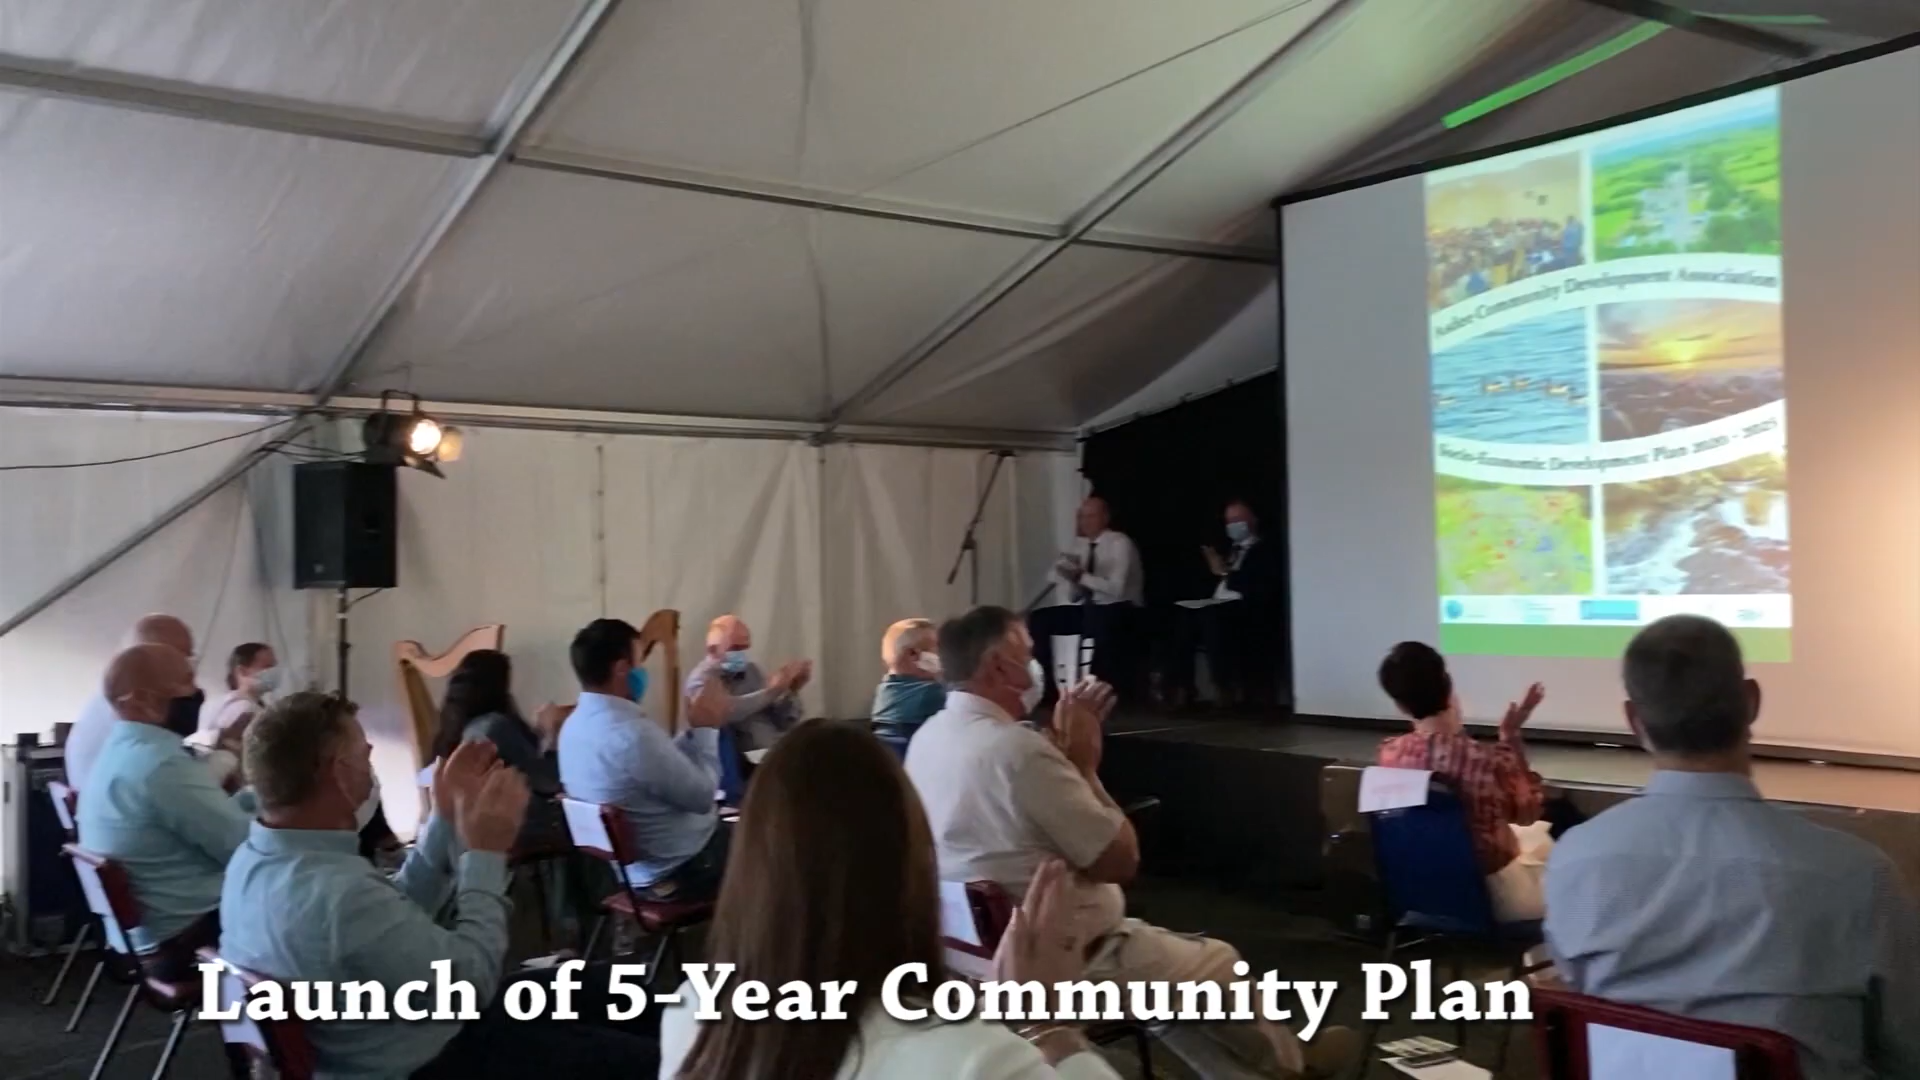 Community Development Association
Socio-Economic Development Plan 2020 - 2025
Launch of 5-Year Community Plan